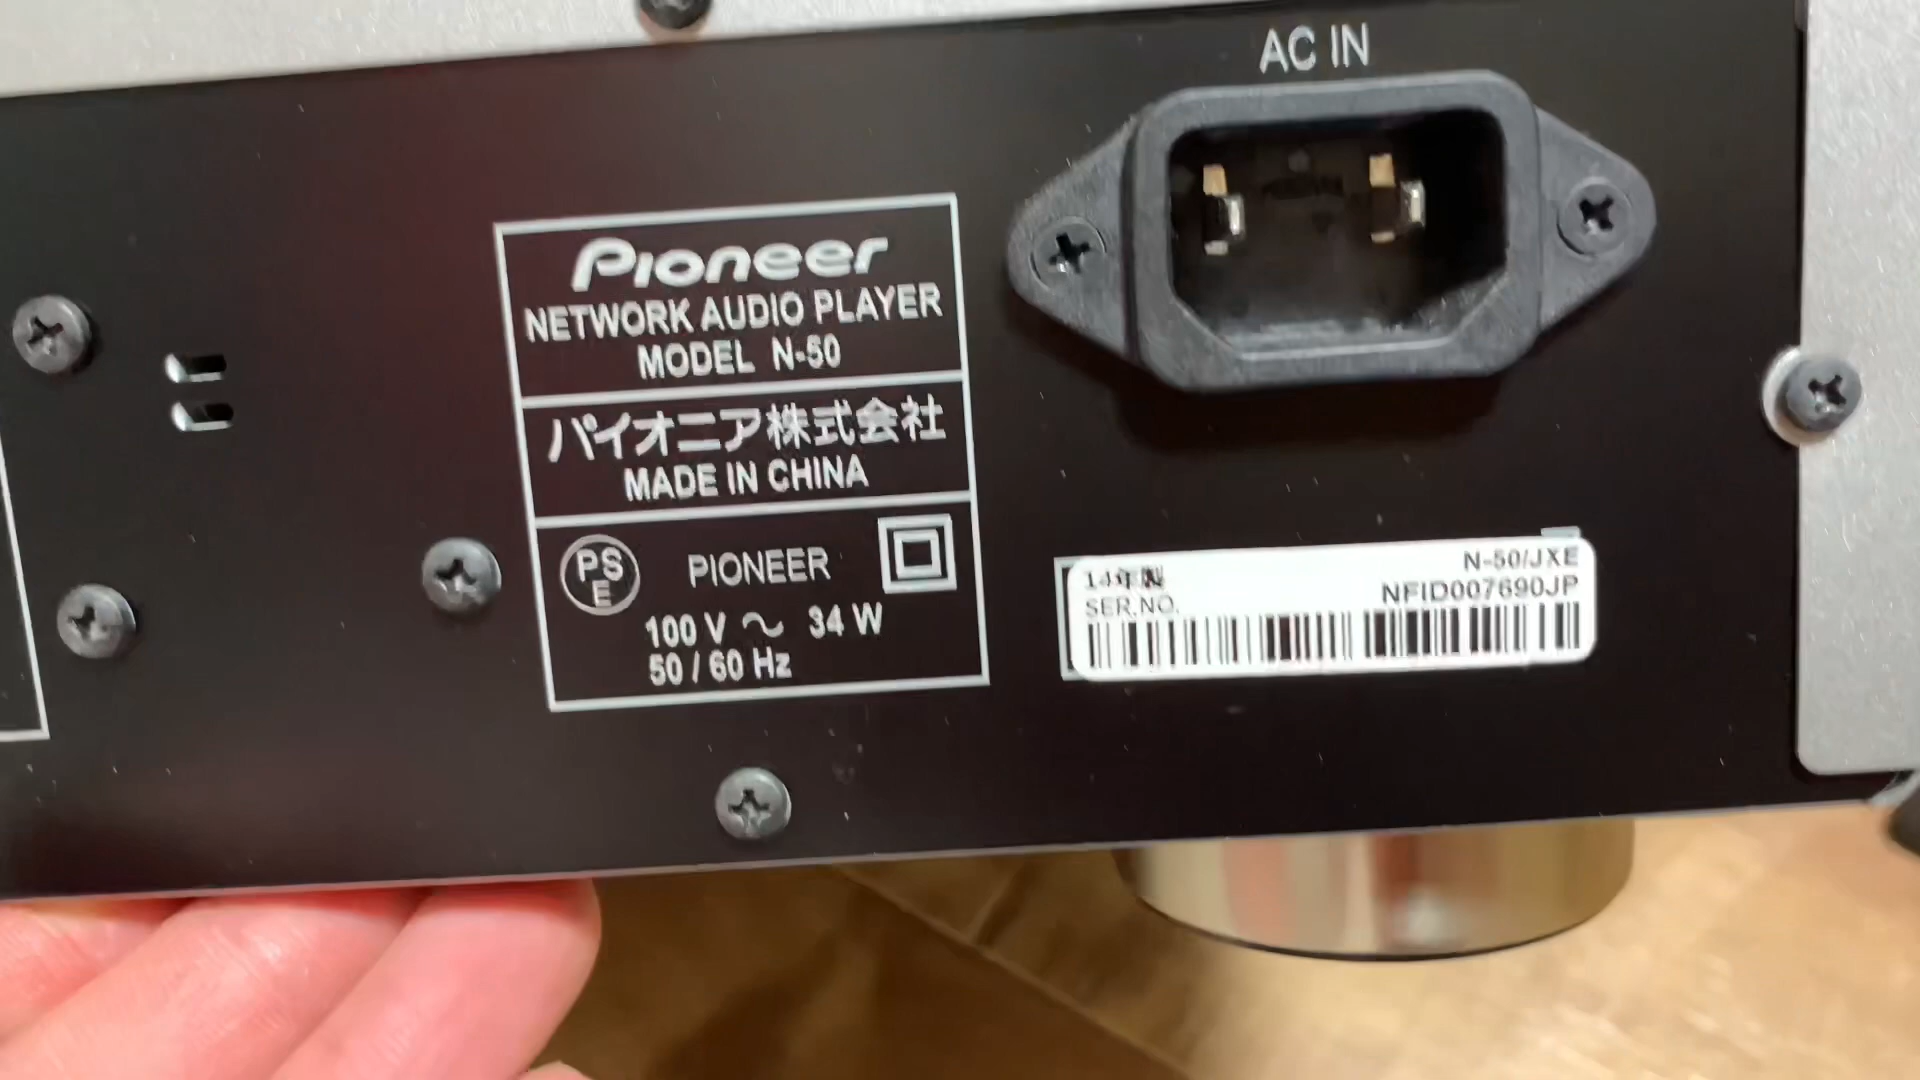 AC IN
Pioneer
NETWORK AUDIO PLAYER
MODEL N-50
パイオニア株式会社
MADE IN CHINA
PS
E
PIONEER
100 V ～ 34 W
50 / 60 Hz
14年製
N-50/JXE
SER.NO.
NFID007690JP